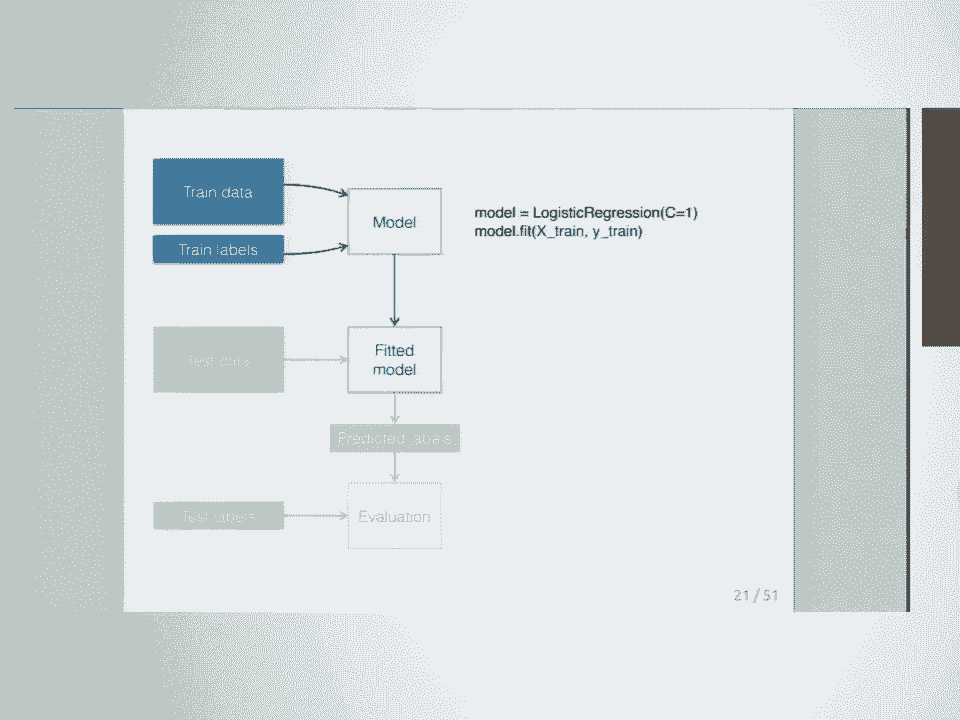 Train data
Train labels
Model
model = LogisticRegression(C=1)
model.fit(X_train, y_train)
Test data
Fitted
model
Predicted labels
Test labels
Evaluation
21 / 51